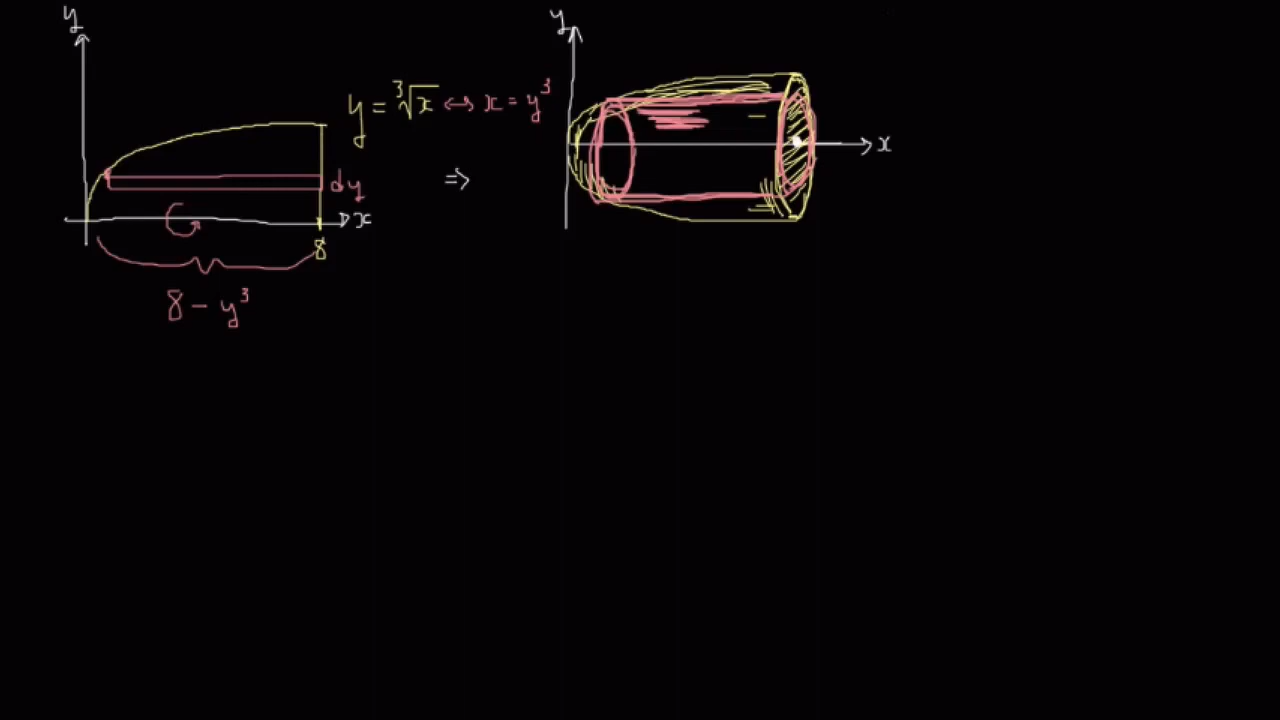 y
y
y = ∛x ↔ x = y³
x
dy
⇒
x
8
8 − y³